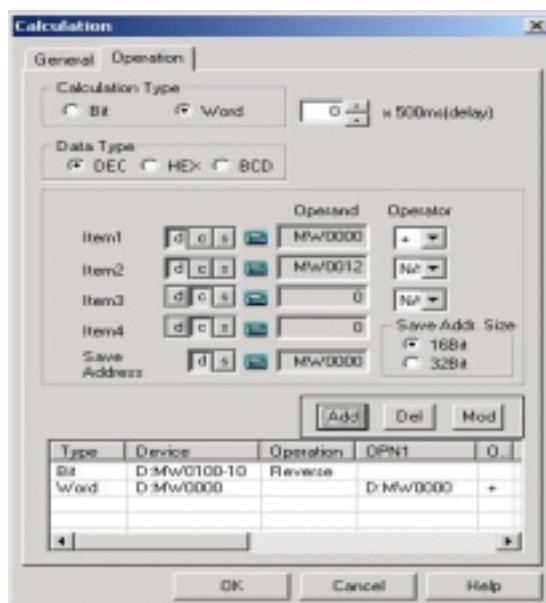 Calculation
General Operation
Calculation Type
Bit Word 0 x 500ms(delay)
Data Type
DEC HEX BCD
Operand Operator
Item1 d c s MW0000 +
Item2 d c s MW0012
Item3 d c s 0
Item4 d c s 0
Save Addr. Size
16Bit
32Bit
Save Address d s MW0000
Add Del Mod
Type Device Operation OPN1 O..
Bit D:MW0100-10 Reverse
Word D:MW0000 D:MW0000 +
OK Cancel Help